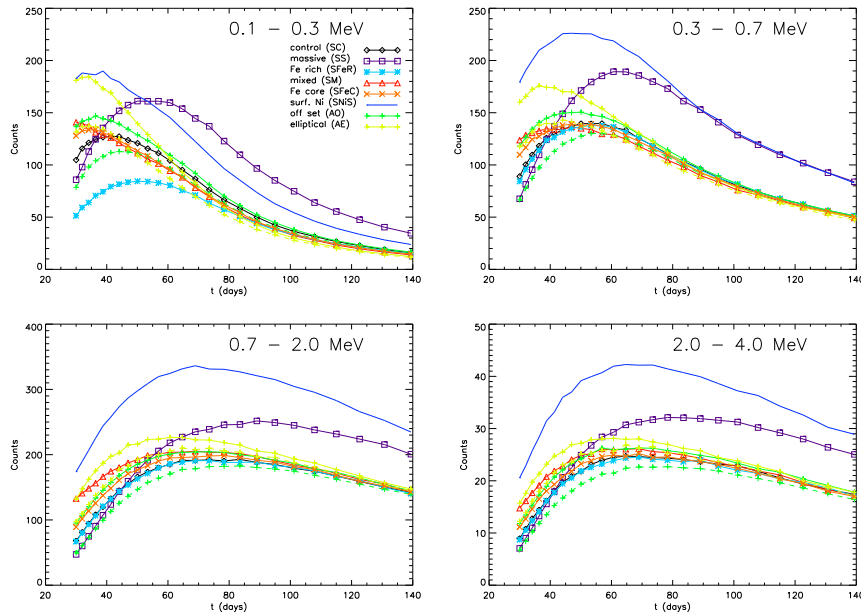 0.1 – 0.3 MeV
250
200
150
100
50
0
Counts
control (SC)
massive (SS)
Fe rich (SFeR)
mixed (SM)
Fe core (SFeC)
surf. Ni (SNiS)
off set (AO)
elliptical (AE)
20 40 60 80 100 120 140
t (days)
0.3 – 0.7 MeV
250
200
150
100
50
0
Counts
20 40 60 80 100 120 140
t (days)
0.7 – 2.0 MeV
400
300
200
100
0
Counts
20 40 60 80 100 120 140
t (days)
2.0 – 4.0 MeV
50
40
30
20
10
0
Counts
20 40 60 80 100 120 140
t (days)